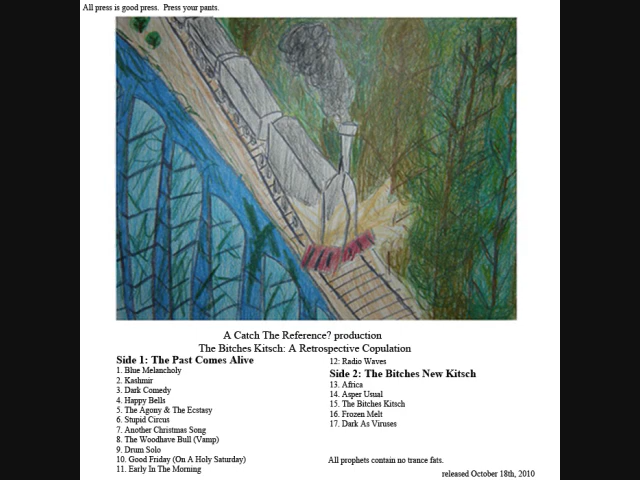 All press is good press.  Press your pants.
A Catch The Reference? production
The Bitches Kitsch: A Retrospective Copulation
Side 1: The Past Comes Alive
1. Blue Melancholy
2. Kashmir
3. Dark Comedy
4. Happy Bells
5. The Agony & The Ecstasy
6. Stupid Circus
7. Another Christmas Song
8. The Woodhave Bull (Vamp)
9. Drum Solo
10. Good Friday (On A Holy Saturday)
11. Early In The Morning
12: Radio Waves
Side 2: The Bitches New Kitsch
13. Africa
14. Asper Usual
15. The Bitches Kitsch
16. Frozen Melt
17. Dark As Viruses
All prophets contain no trance fats.
released October 18th, 2010